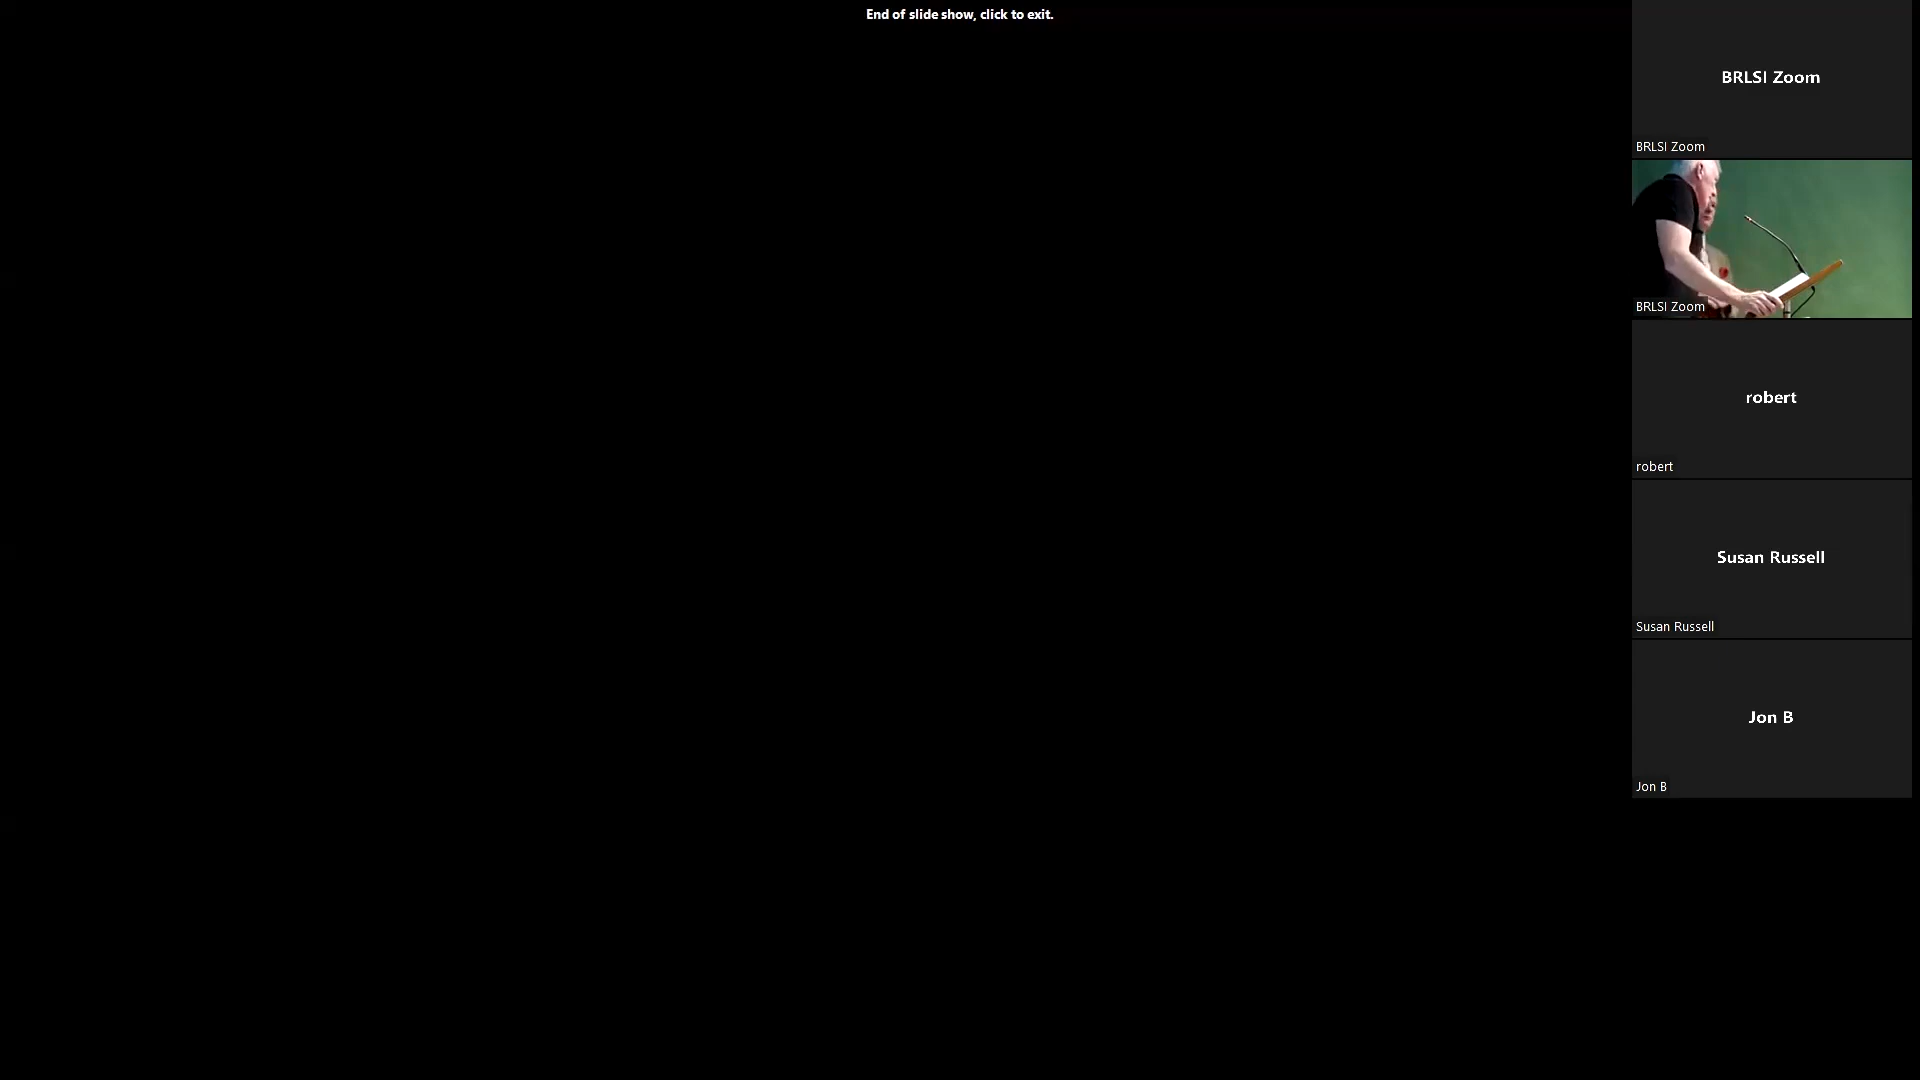 End of slide show, click to exit.
BRLSI Zoom
BRLSI Zoom
BRLSI Zoom
robert
robert
Susan Russell
Susan Russell
Jon B
Jon B